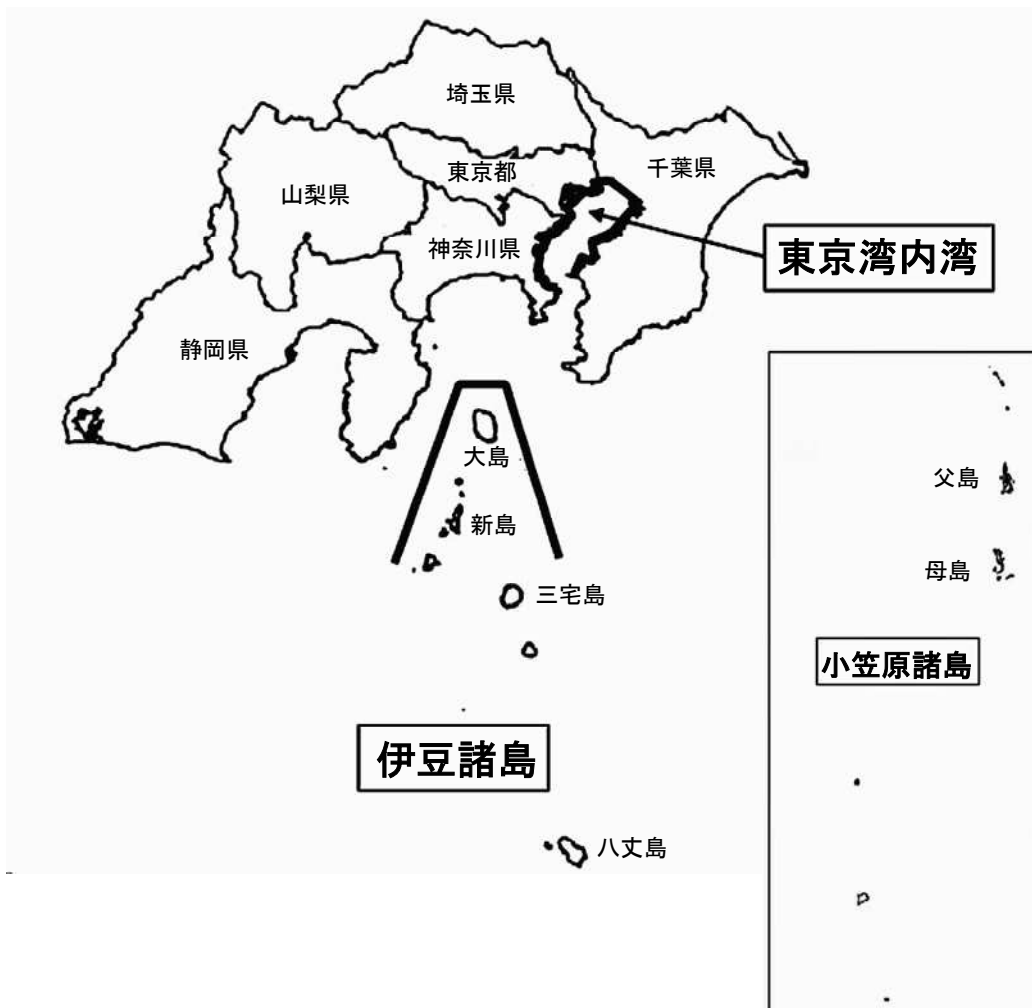 埼玉県
東京都
千葉県
山梨県
神奈川県
東京湾内湾
静岡県
大島
新島
三宅島
伊豆諸島
八丈島
父島
母島
小笠原諸島